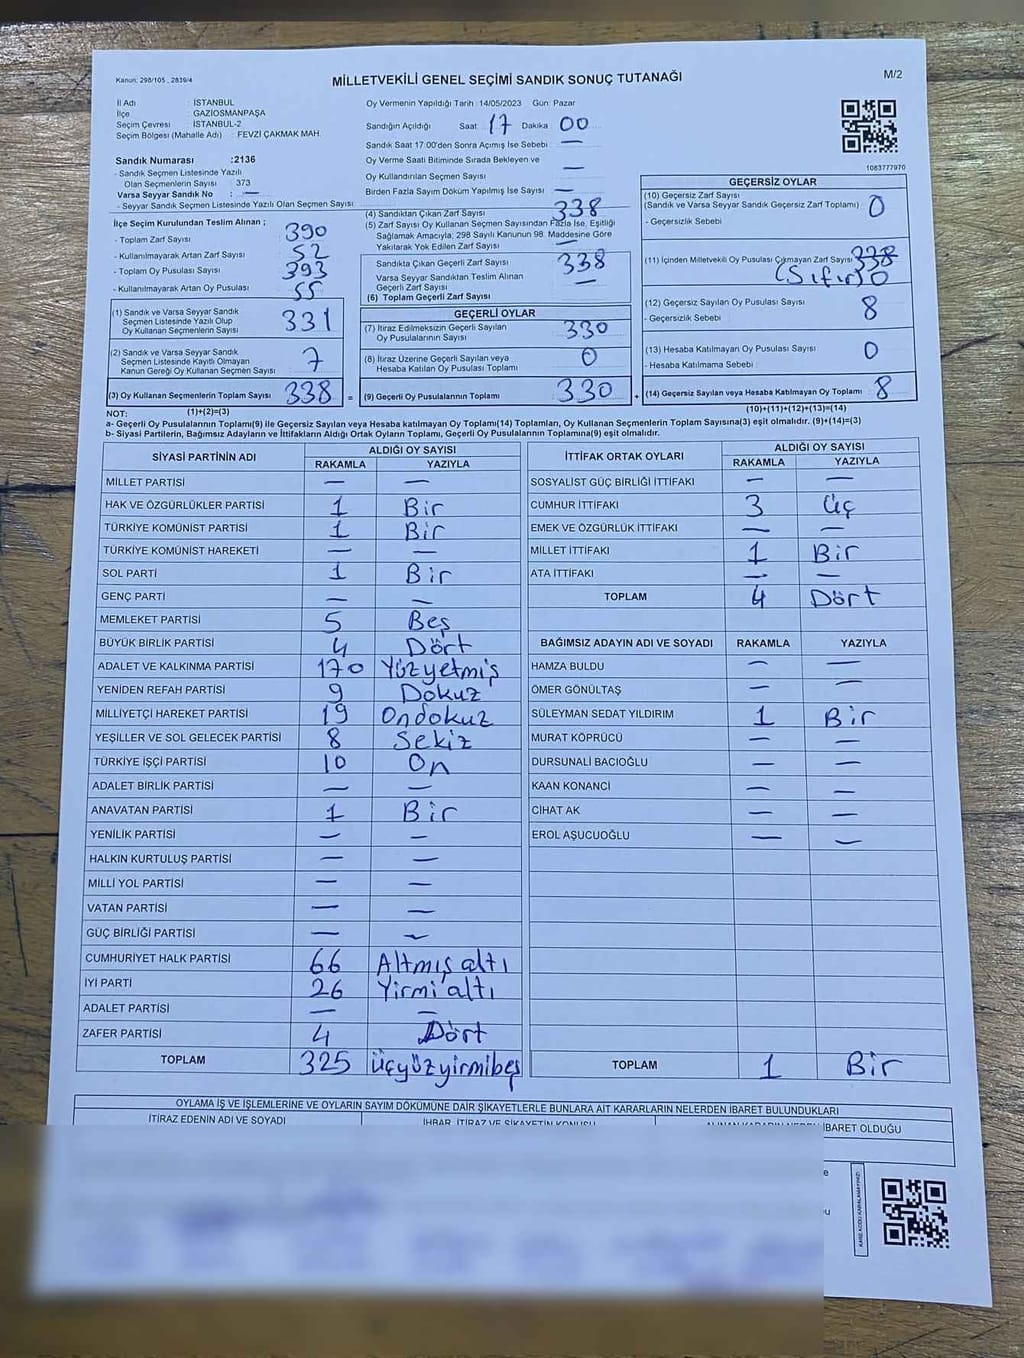 Kanun: 298/105 , 2839/4
MİLLETVEKİLİ GENEL SEÇİMİ SANDIK SONUÇ TUTANAĞI
M/2
İl Adı : İSTANBUL
İlçe : GAZİOSMANPAŞA
Seçim Çevresi : İSTANBUL-2
Seçim Bölgesi (Mahalle Adı) : FEVZİ ÇAKMAK MAH.
Sandık Numarası :2136
- Sandık Seçmen Listesinde Yazılı
Olan Seçmenlerin Sayısı : 373
Varsa Seyyar Sandık No : —
- Seyyar Sandık Seçmen Listesinde Yazılı Olan Seçmen Sayısı:
Oy Vermenin Yapıldığı Tarih :14/05/2023 Gün: Pazar
Sandığın Açıldığı Saat: 17 Dakika: 00
Sandık Saat 17:00'den Sonra Açımış İse Sebebi : —
Oy Verme Saati Bitiminde Sırada Bekleyen ve
Oy Kullandırılan Seçmen Sayısı : —
Birden Fazla Sayım Döküm Yapılmış İse Sayısı : —
1083777970
İlçe Seçim Kurulundan Teslim Alınan ;
- Toplam Zarf Sayısı : 390
- Kullanılmayarak Artan Zarf Sayısı : 52
- Toplam Oy Pusulası Sayısı : 393
- Kullanılmayarak Artan Oy Pusulası : 55
(1) Sandık ve Varsa Seyyar Sandık
Seçmen Listesinde Yazılı Olup
Oy Kullanan Seçmenlerin Sayısı : 331
(2) Sandık ve Varsa Seyyar Sandık
Seçmen Listesinde Kayıtlı Olmayan
Kanun Gereği Oy Kullanan Seçmen Sayısı : 7
(3) Oy Kullanan Seçmenlerin Toplam Sayısı : 338 =
(4) Sandıktan Çıkan Zarf Sayısı : 338
(5) Zarf Sayısı Oy Kullanan Seçmen Sayısından Fazla İse, Eşitliği
Sağlamak Amacıyla, 298 Sayılı Kanunun 98. Maddesine Göre
Yakılarak Yok Edilen Zarf Sayısı : —
Sandıkta Çıkan Geçerli Zarf Sayısı : 338
Varsa Seyyar Sandıktan Teslim Alınan
Geçerli Zarf Sayısı : —
(6) Toplam Geçerli Zarf Sayısı :
GEÇERLİ OYLAR
(7) İtiraz Edilmeksizin Geçerli Sayılan
Oy Pusulalarının Sayısı : 330
(8) İtiraz Üzerine Geçerli Sayılan veya
Hesaba Katılan Oy Pusulası Toplamı : 0
(9) Geçerli Oy Pusulalarının Toplamı : 330 +
GEÇERSİZ OYLAR
(10) Geçersiz Zarf Sayısı
(Sandık ve Varsa Seyyar Sandık Geçersiz Zarf Toplamı) : 0
- Geçersizlik Sebebi :
(11) İçinden Milletvekili Oy Pusulası Çıkmayan Zarf Sayısı: 338
(Sıfır) 0
(12) Geçersiz Sayılan Oy Pusulası Sayısı : 8
- Geçersizlik Sebebi :
(13) Hesaba Katılmayan Oy Pusulası Sayısı : 0
- Hesaba Katılmama Sebebi :
(14) Geçersiz Sayılan veya Hesaba Katılmayan Oy Toplamı : 8
NOT: (1)+(2)=(3)
(10)+(11)+(12)+(13)=(14)
a- Geçerli Oy Pusulalarının Toplamı(9) ile Geçersiz Sayılan veya Hesaba katılmayan Oy Toplamı(14) Toplamları, Oy Kullanan Seçmenlerin Toplam Sayısına(3) eşit olmalıdır. (9)+(14)=(3)
b- Siyasi Partilerin, Bağımsız Adayların ve İttifakların Aldığı Ortak Oyların Toplamı, Geçerli Oy Pusulalarının Toplamına(9) eşit olmalıdır.
SİYASİ PARTİNİN ADI ALDIĞI OY SAYISI
RAKAMLA YAZIYLA
MİLLET PARTİSİ — —
HAK VE ÖZGÜRLÜKLER PARTİSİ 1 Bir
TÜRKİYE KOMÜNİST PARTİSİ 1 Bir
TÜRKİYE KOMÜNİST HAREKETİ — —
SOL PARTİ 1 Bir
GENÇ PARTİ — —
MEMLEKET PARTİSİ 5 Beş
BÜYÜK BİRLİK PARTİSİ 4 Dört
ADALET VE KALKINMA PARTİSİ 170 Yüzyetmiş
YENİDEN REFAH PARTİSİ 9 Dokuz
MİLLİYETÇİ HAREKET PARTİSİ 19 Ondokuz
YEŞİLLER VE SOL GELECEK PARTİSİ 8 Sekiz
TÜRKİYE İŞÇİ PARTİSİ 10 On
ADALET BİRLİK PARTİSİ — —
ANAVATAN PARTİSİ 1 Bir
YENİLİK PARTİSİ — —
HALKIN KURTULUŞ PARTİSİ — —
MİLLİ YOL PARTİSİ — —
VATAN PARTİSİ — —
GÜÇ BİRLİĞİ PARTİSİ — —
CUMHURİYET HALK PARTİSİ 66 Altmış altı
İYİ PARTİ 26 Yirmi altı
ADALET PARTİSİ — —
ZAFER PARTİSİ 4 Dört
TOPLAM 325 üçyüzyirmibeş
İTTİFAK ORTAK OYLARI ALDIĞI OY SAYISI
RAKAMLA YAZIYLA
SOSYALİST GÜÇ BİRLİĞİ İTTİFAKI — —
CUMHUR İTTİFAKI 3 üç
EMEK VE ÖZGÜRLÜK İTTİFAKI — —
MİLLET İTTİFAKI 1 Bir
ATA İTTİFAKI — —
TOPLAM 4 Dört
BAĞIMSIZ ADAYIN ADI VE SOYADI RAKAMLA YAZIYLA
HAMZA BULDU — —
ÖMER GÖNÜLTAŞ — —
SÜLEYMAN SEDAT YILDIRIM 1 Bir
MURAT KÖPRÜCÜ — —
DURSUNALİ BACIOĞLU — —
KAAN KONANCİ — —
CİHAT AK — —
EROL AŞUCUOĞLU — —
TOPLAM 1 Bir
OYLAMA İŞ VE İŞLEMLERİNE VE OYLARIN SAYIM DÖKÜMÜNE DAİR ŞİKAYETLERLE BUNLARA AİT KARARLARIN NELERDEN İBARET BULUNDUKLARI
İTİRAZ EDENİN ADI VE SOYADI İHBAR, İTİRAZ VE ŞİKAYETİN KONUSU İBARET OLDUĞU